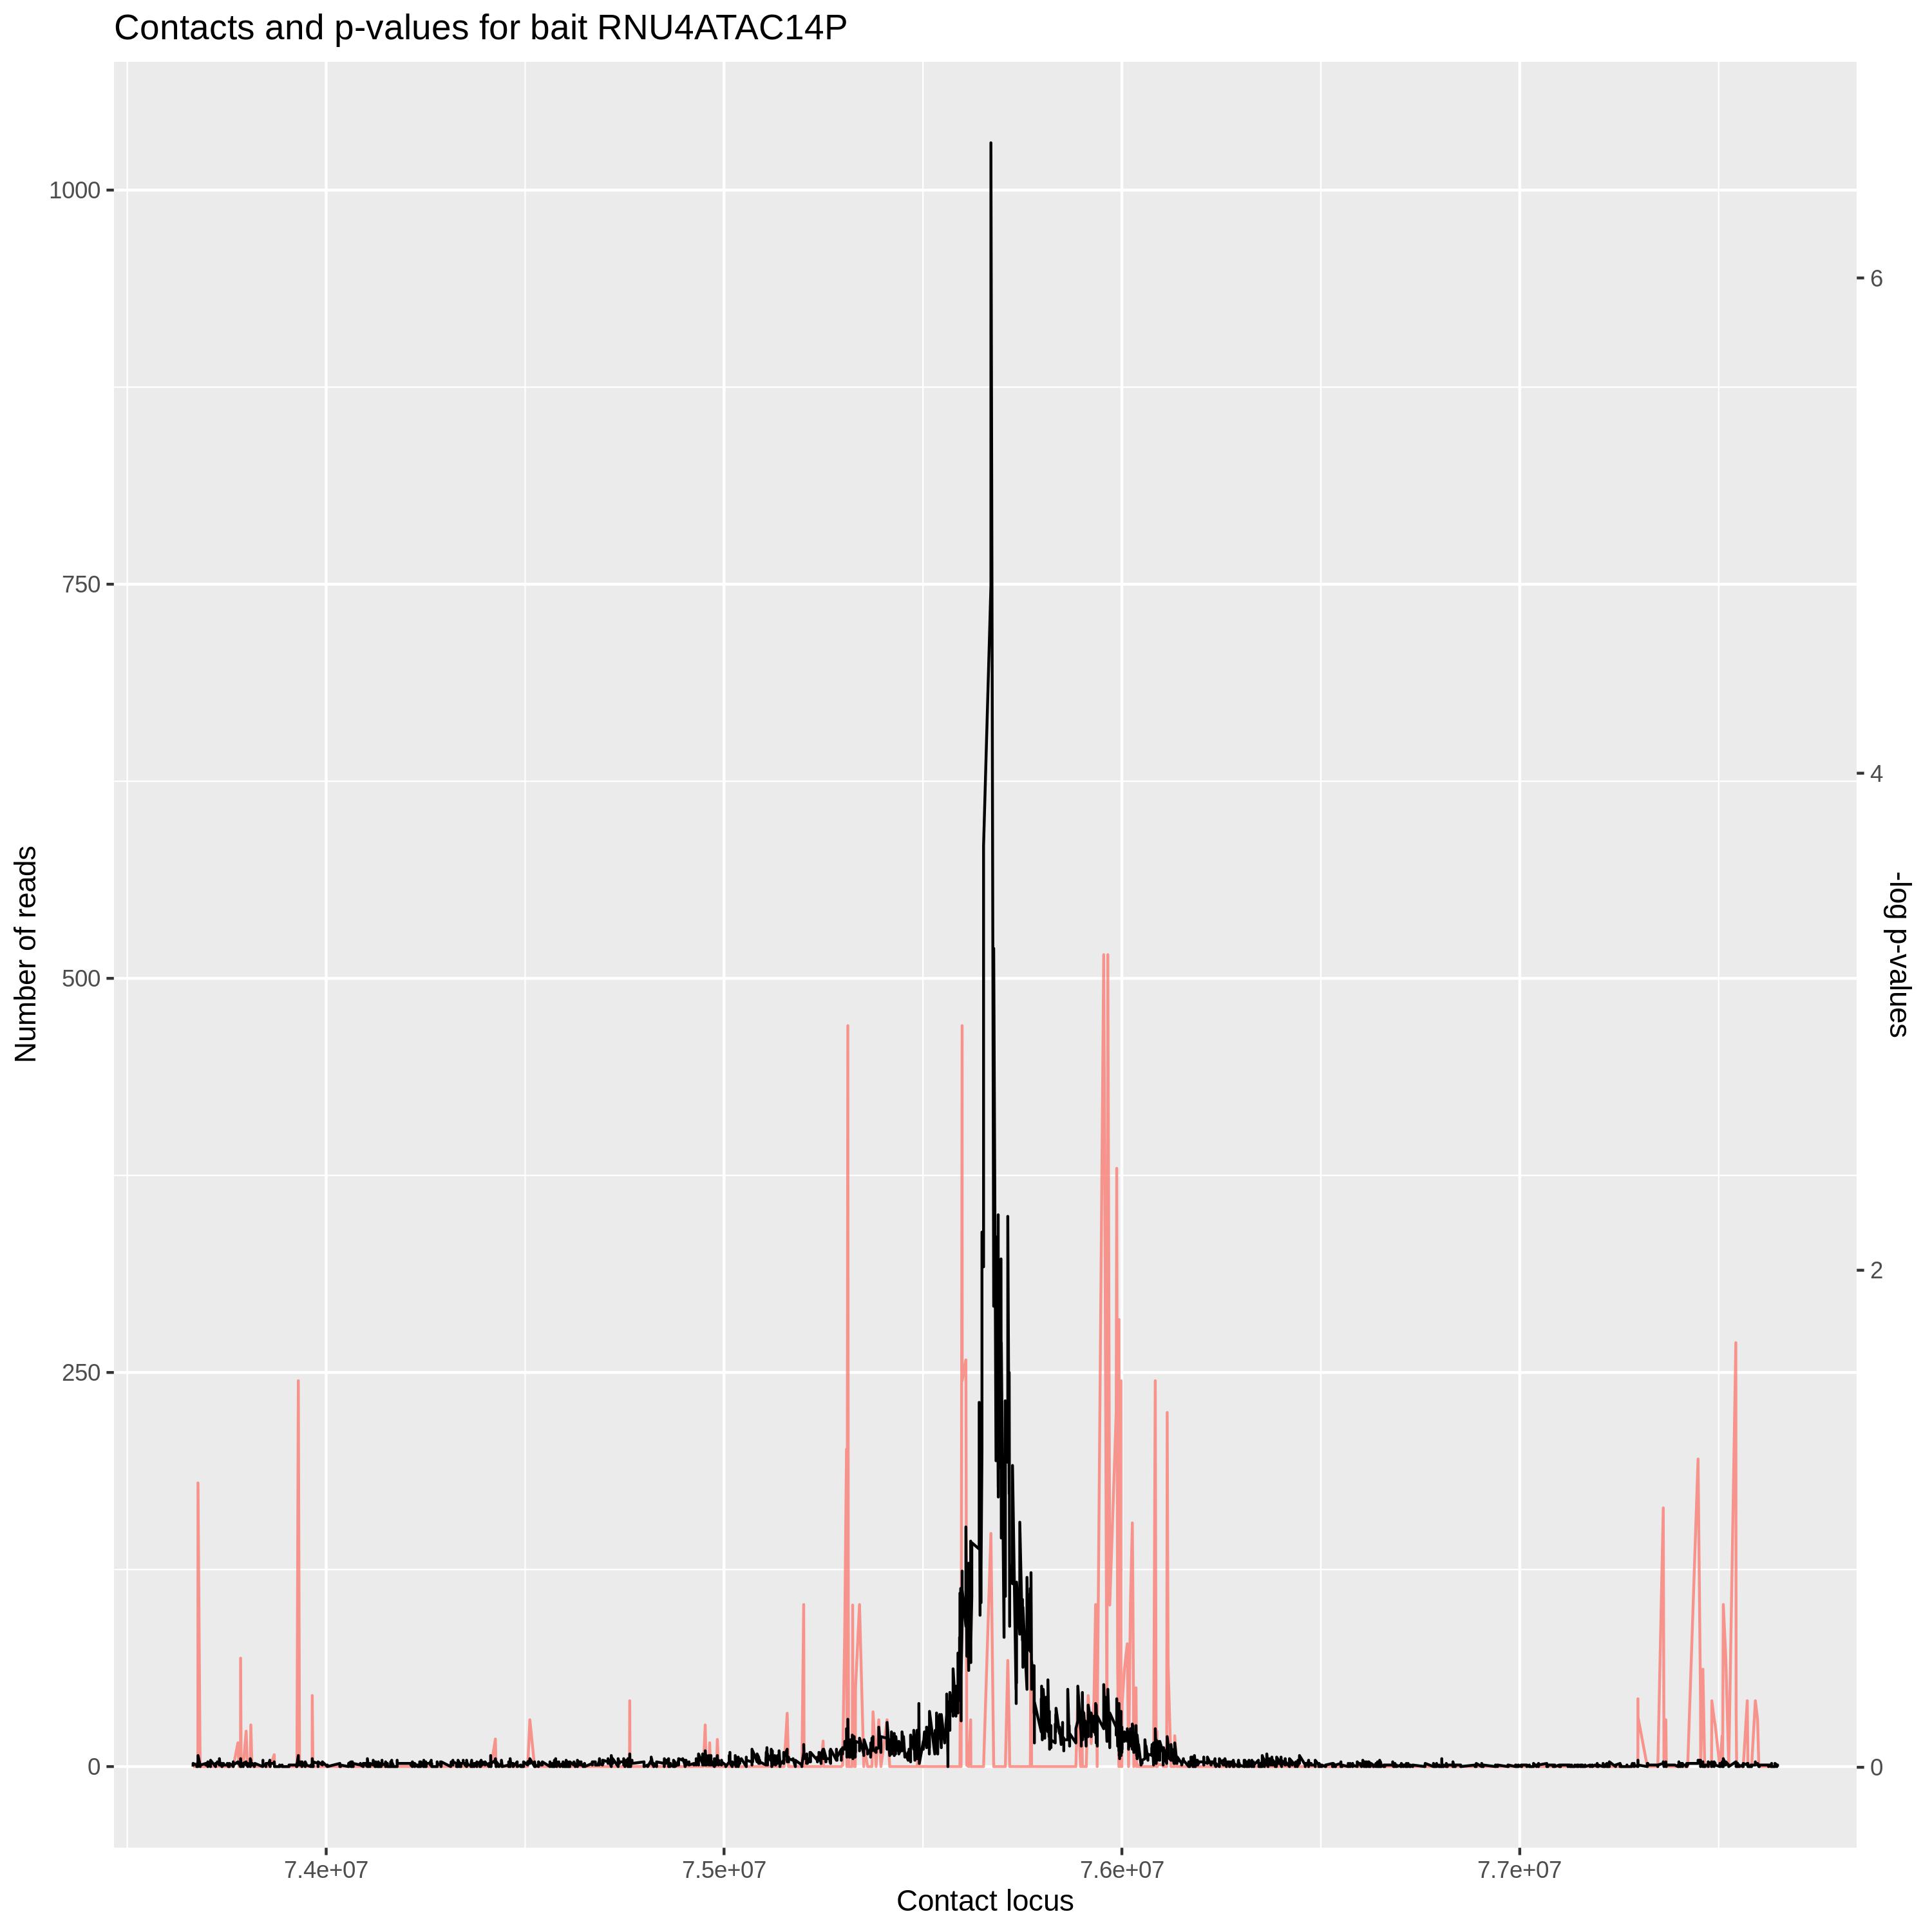 Contacts and p-values for bait RNU4ATAC14P
1000
750
500
250
0
Number of reads
6
4
2
0
-log p-values
7.4e+07
7.5e+07
7.6e+07
7.7e+07
Contact locus